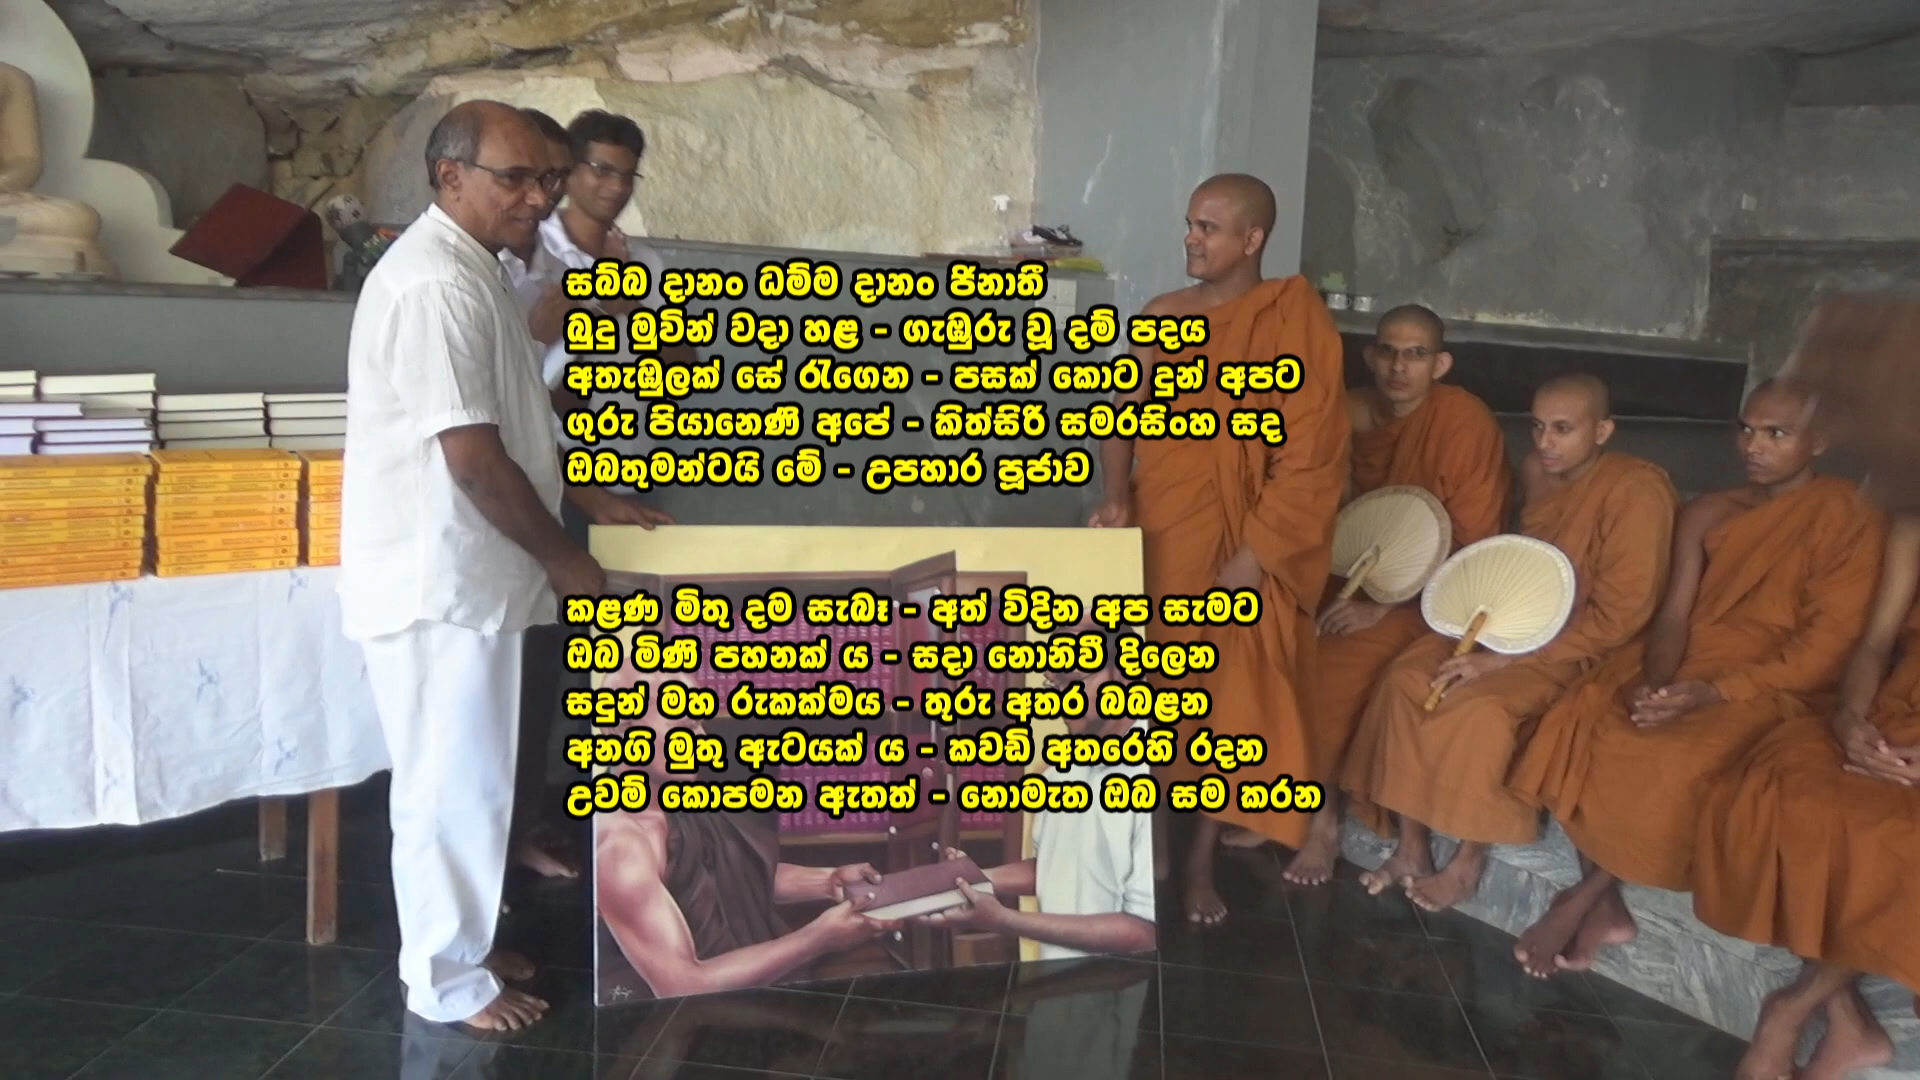 සබ්බ දානං ධම්ම දානං ජිනාතී
බුදු මුවින් වදා හළ - ගැඹුරු වූ දම් පදය
අතැඹුලක් සේ රැගෙන - පසක් කොට දුන් අපට
ගුරු පියානෙණි අපේ - කිත්සිරි සමරසිංහ සද
ඔබතුමන්ටයි මේ - උපහාර පූජාව
කළණ මිතු දම සැබෑ - අත් විදින අප සැමට
ඔබ මිණි පහනක් ය - සදා නොනිවී දිලෙන
සදුන් මහ රුකක්මය - තුරු අතර බබළන
අනගි මුතු ඇටයක් ය - කවඩි අතරෙහි රදන
උවමි කොපමන ඇතත් - නොමැත ඔබ සම කරන